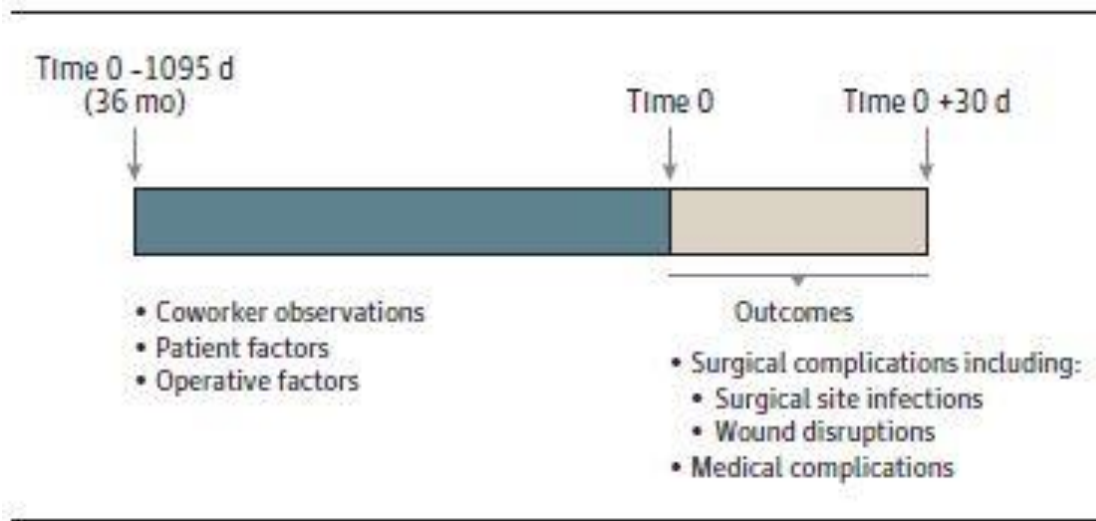 Time 0 -1095 d
(36 mo)
Time 0
Time 0 +30 d
• Coworker observations
• Patient factors
• Operative factors
Outcomes
• Surgical complications including:
• Surgical site infections
• Wound disruptions
• Medical complications